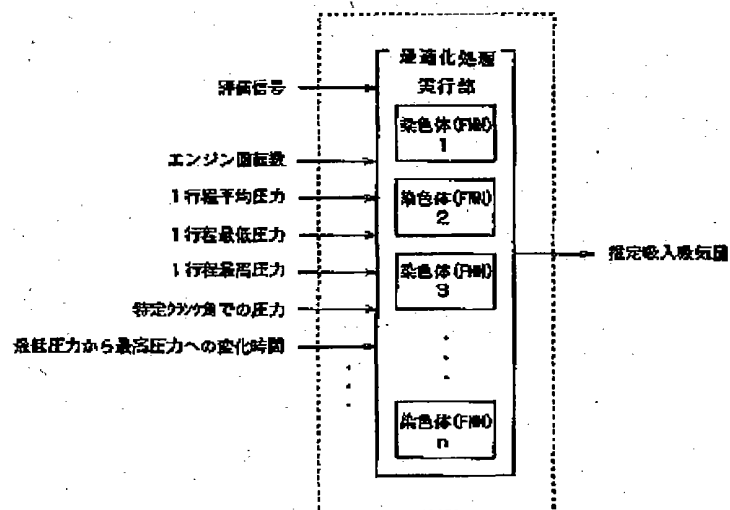 最適化処理
実行部
評価信号
染色体(FNN)
1
エンジン回転数
1行程平均圧力
染色体(FNN)
2
1行程最低圧力
推定吸入吸気量
1行程最高圧力
染色体(FNN)
3
特定クランク角での圧力
最低圧力から最高圧力への変化時間
染色体(FNN)
n